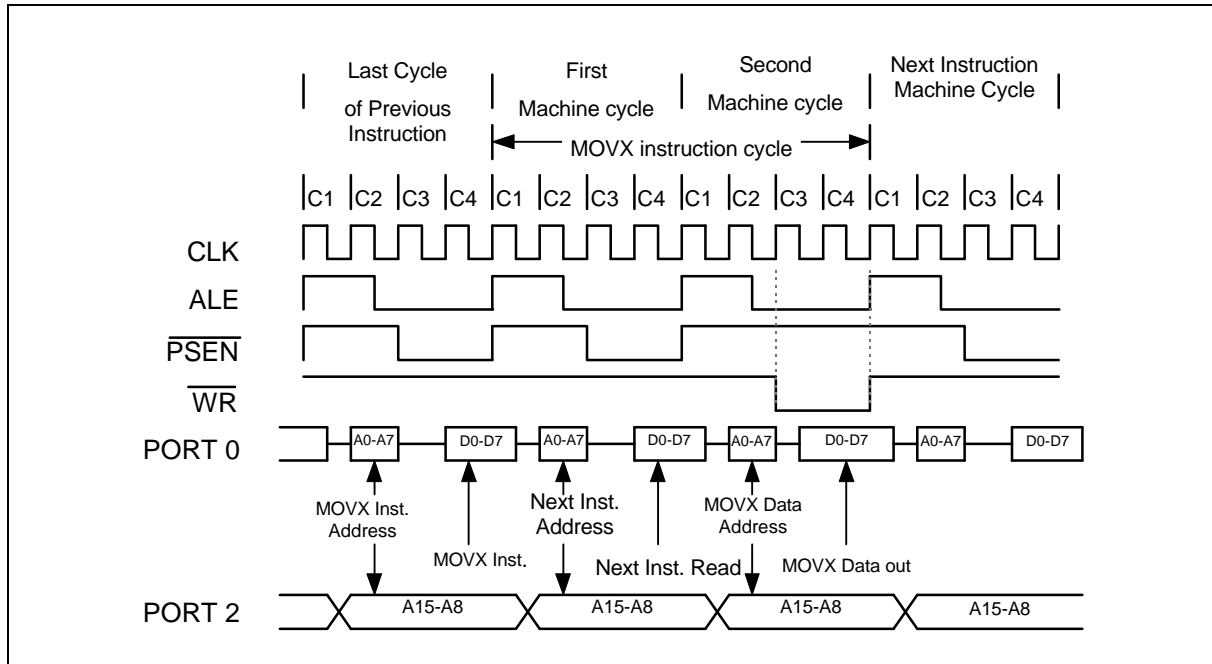 Last Cycle
of Previous
Instruction
First
Machine cycle
Second
Machine cycle
Next Instruction
Machine Cycle
MOVX instruction cycle
C1 C2 C3 C4 C1 C2 C3 C4 C1 C2 C3 C4 C1 C2 C3 C4
CLK
ALE
PSEN
WR
PORT 0
A0-A7 D0-D7 A0-A7 D0-D7 A0-A7 D0-D7 A0-A7 D0-D7
MOVX Inst.
Address
MOVX Inst.
Next Inst.
Address
Next Inst. Read
MOVX Data
Address
MOVX Data out
PORT 2
A15-A8 A15-A8 A15-A8 A15-A8